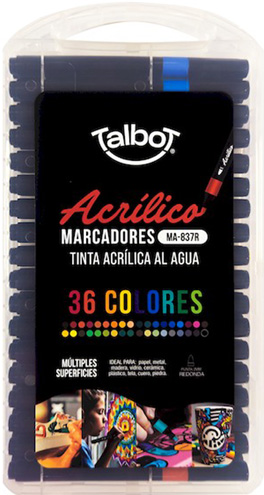 Talbot
Acrílico
MARCADORES MA-837R
TINTA ACRÍLICA AL AGUA
36 COLORES
MÚLTIPLES
SUPERFICIES
IDEAL PARA: papel, metal,
madera, vidrio, cerámica,
plástico, tela, cuero, piedra.
REDONDA
Acrílico